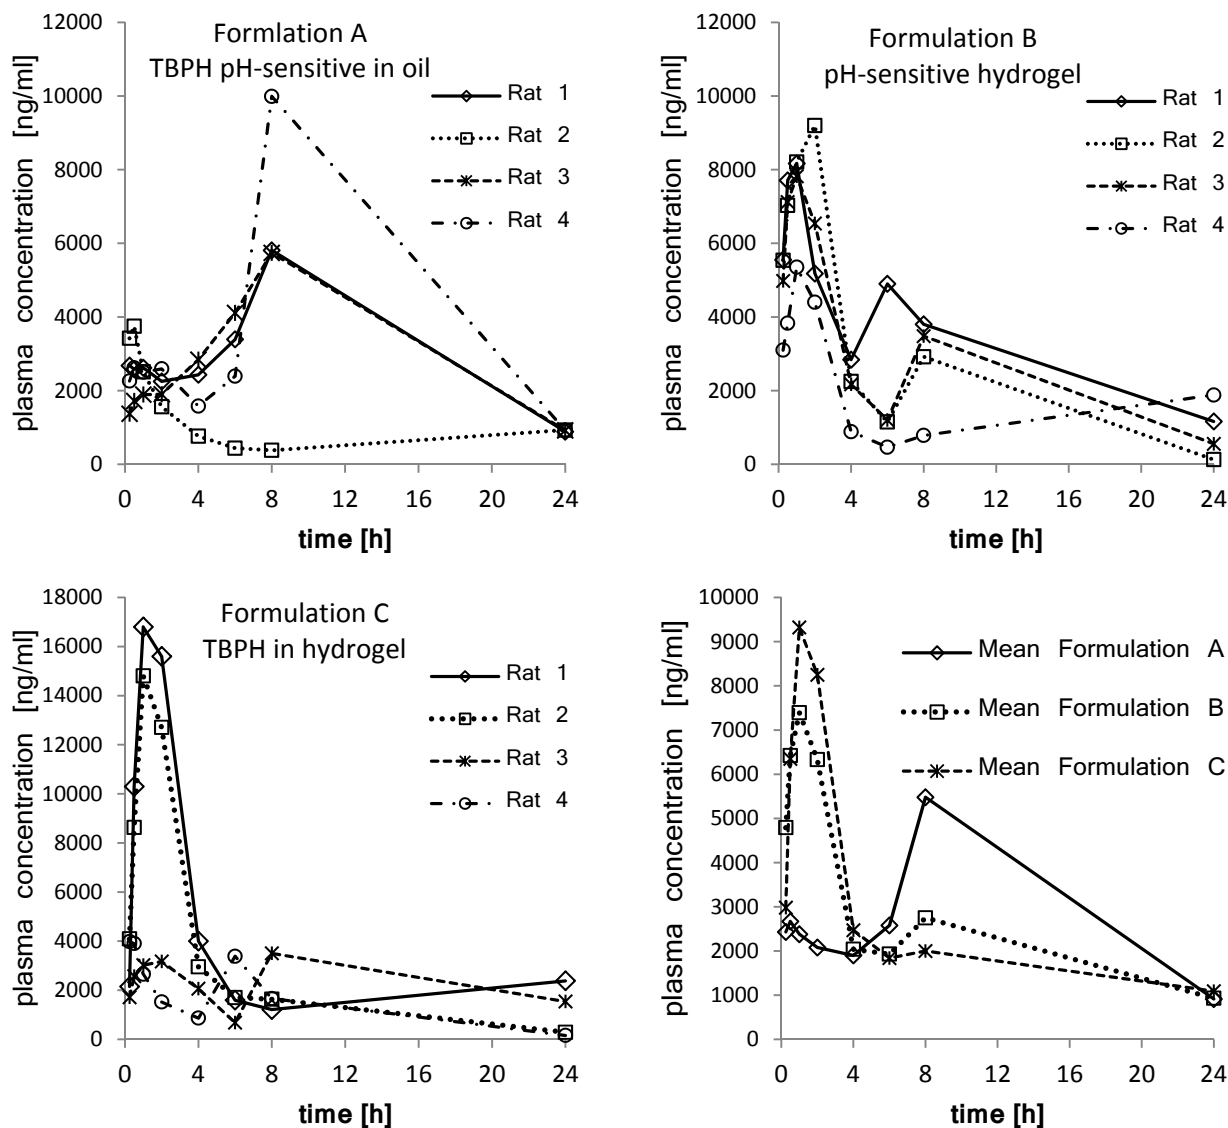 Formlation A
TBPH pH-sensitive in oil
plasma concentration [ng/ml]
12000
10000
8000
6000
4000
2000
0
Rat 1
Rat 2
Rat 3
Rat 4
0 4 8 12 16 20 24
time [h]
Formulation B
pH-sensitive hydrogel
plasma concentration [ng/ml]
12000
10000
8000
6000
4000
2000
0
Rat 1
Rat 2
Rat 3
Rat 4
0 4 8 12 16 20 24
time [h]
Formulation C
TBPH in hydrogel
plasma concentration [ng/ml]
18000
16000
14000
12000
10000
8000
6000
4000
2000
0
Rat 1
Rat 2
Rat 3
Rat 4
0 4 8 12 16 20 24
time [h]
plasma concentration [ng/ml]
10000
9000
8000
7000
6000
5000
4000
3000
2000
1000
0
Mean Formulation A
Mean Formulation B
Mean Formulation C
0 4 8 12 16 20 24
time [h]